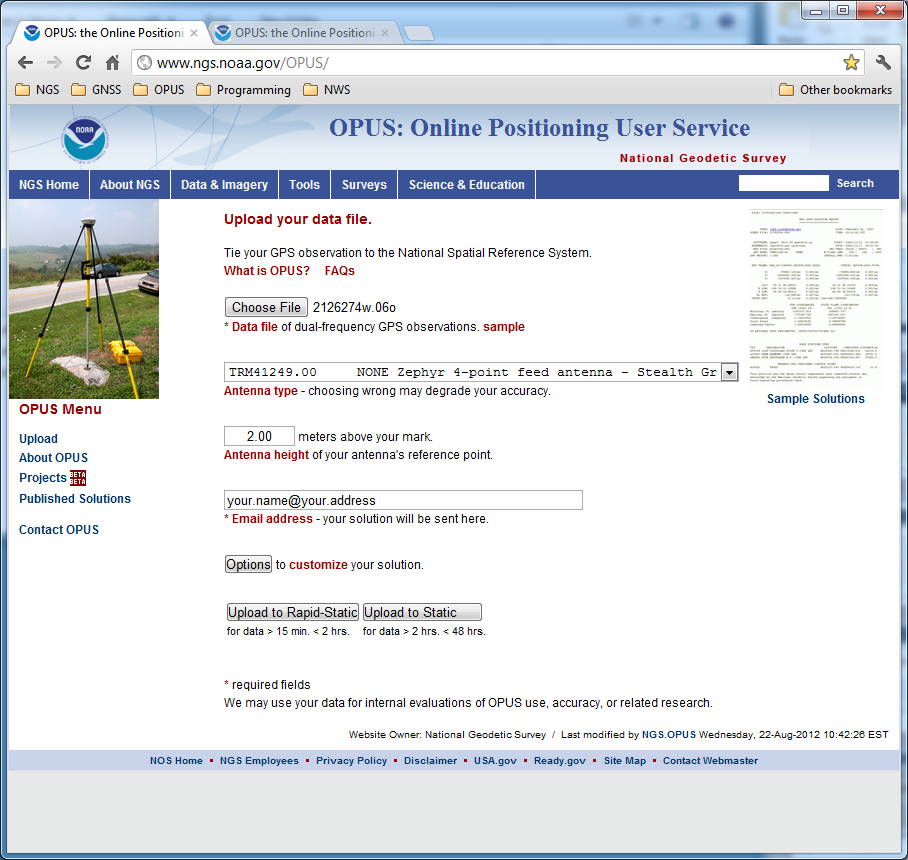 OPUS: the Online Positioni
OPUS: the Online Positioni
www.ngs.noaa.gov/OPUS/
NGS GNSS OPUS Programming NWS Other bookmarks
NOAA
OPUS: Online Positioning User Service
National Geodetic Survey
NGS Home About NGS Data & Imagery Tools Surveys Science & Education Search
Upload your data file.
Tie your GPS observation to the National Spatial Reference System.
What is OPUS? FAQs
Choose File 2126274w.06o
* Data file of dual-frequency GPS observations. sample
TRM41249.00 NONE Zephyr 4-point feed antenna - Stealth Gr
Antenna type - choosing wrong may degrade your accuracy.
2.00 meters above your mark.
Antenna height of your antenna's reference point.
your.name@your.address
* Email address - your solution will be sent here.
Options to customize your solution.
Upload to Rapid-Static Upload to Static
for data > 15 min. < 2 hrs. for data > 2 hrs. < 48 hrs.
* required fields
We may use your data for internal evaluations of OPUS use, accuracy, or related research.
OPUS Menu
Upload
About OPUS
Projects BETA BETA
Published Solutions
Contact OPUS
Sample Solutions
Website Owner: National Geodetic Survey / Last modified by NGS.OPUS Wednesday, 22-Aug-2012 10:42:26 EST
NOS Home ▪ NGS Employees ▪ Privacy Policy ▪ Disclaimer ▪ USA.gov ▪ Ready.gov ▪ Site Map ▪ Contact Webmaster